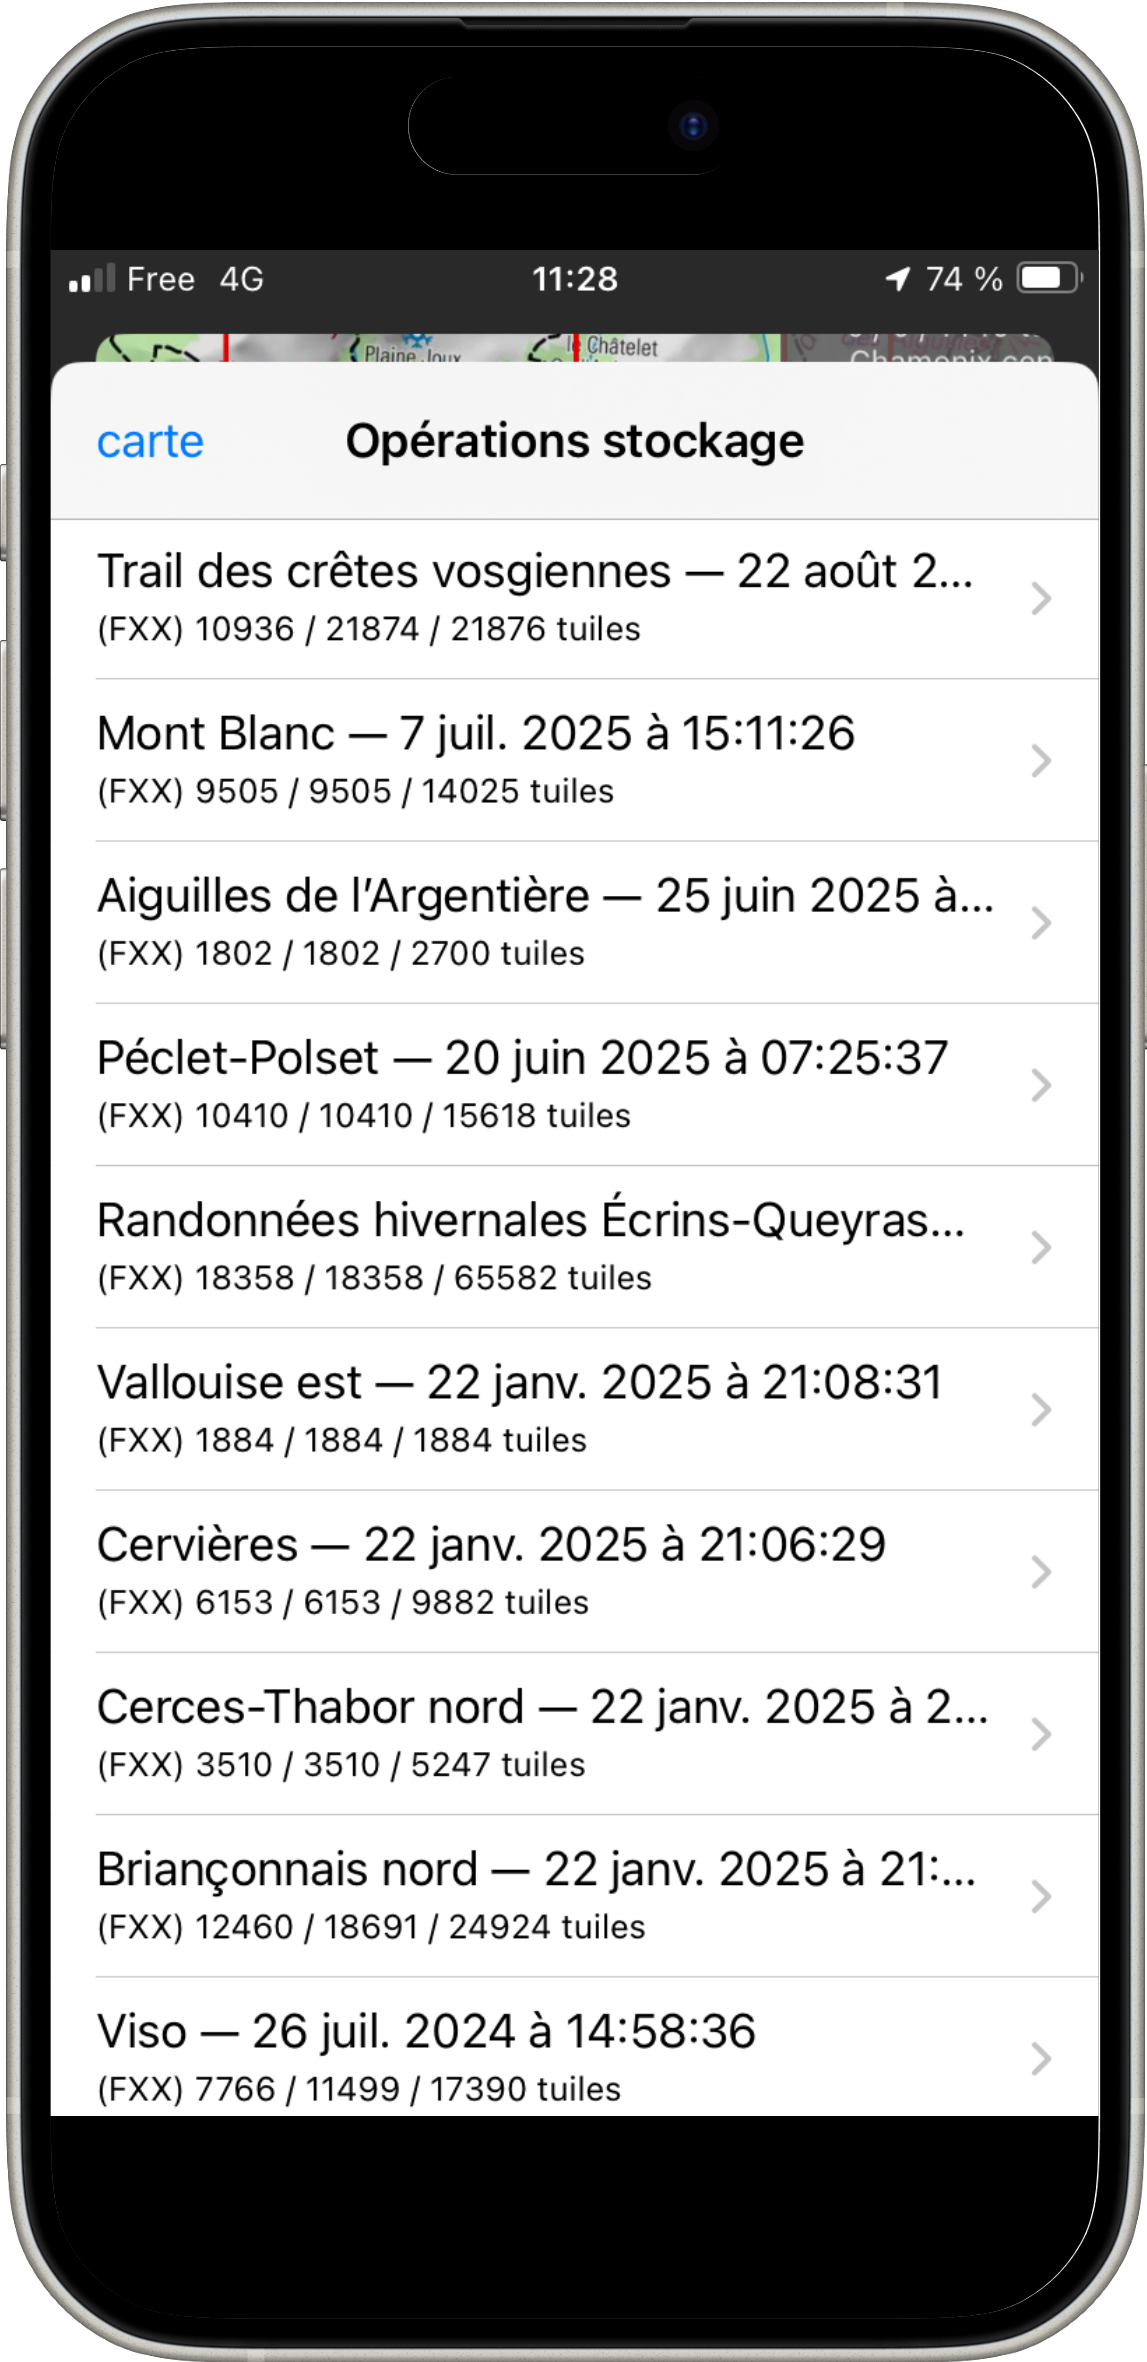 Free 4G 11:28 74 %
Plaine Joux le Châtelet
Chamonix cen
carte Opérations stockage
Trail des crêtes vosgiennes — 22 août 2...
(FXX) 10936 / 21874 / 21876 tuiles
Mont Blanc — 7 juil. 2025 à 15:11:26
(FXX) 9505 / 9505 / 14025 tuiles
Aiguilles de l’Argentière — 25 juin 2025 à...
(FXX) 1802 / 1802 / 2700 tuiles
Péclet-Polset — 20 juin 2025 à 07:25:37
(FXX) 10410 / 10410 / 15618 tuiles
Randonnées hivernales Écrins-Queyras...
(FXX) 18358 / 18358 / 65582 tuiles
Vallouise est — 22 janv. 2025 à 21:08:31
(FXX) 1884 / 1884 / 1884 tuiles
Cervières — 22 janv. 2025 à 21:06:29
(FXX) 6153 / 6153 / 9882 tuiles
Cerces-Thabor nord — 22 janv. 2025 à 2...
(FXX) 3510 / 3510 / 5247 tuiles
Briançonnais nord — 22 janv. 2025 à 21:...
(FXX) 12460 / 18691 / 24924 tuiles
Viso — 26 juil. 2024 à 14:58:36
(FXX) 7766 / 11499 / 17390 tuiles